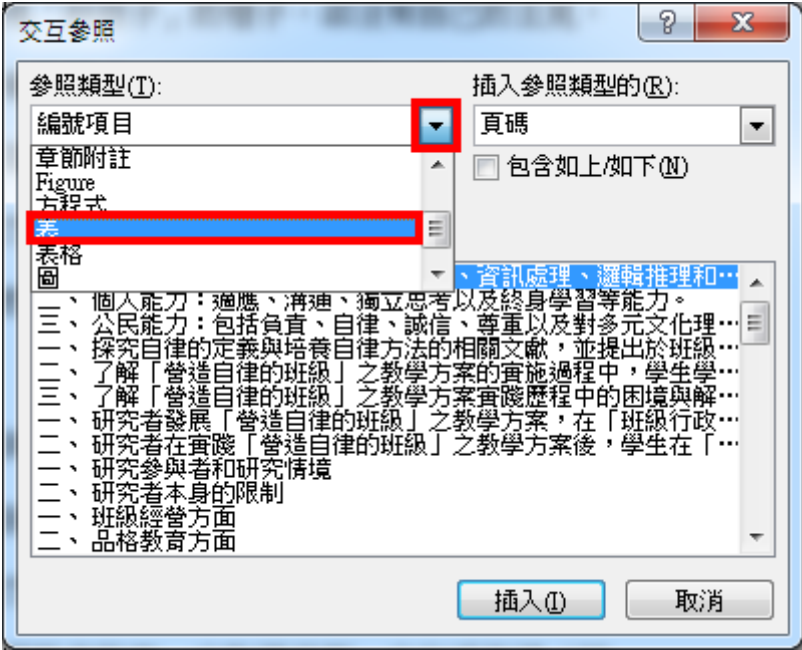 交互參照
參照類型(T):
插入參照類型的(R):
編號項目
頁碼
章節附註
包含如上/如下(N)
Figure
方程式
表
表格
圖
、資訊處理、邏輯推理和…
二、個人能力：適應、溝通、獨立思考以及終身學習等能力。
三、公民能力：包括負責、自律、誠信、尊重以及對多元文化理…
一、探究自律的定義與培養自律方法的相關文獻，並提出於班級…
二、了解「營造自律的班級」之教學方案的實施過程中，學生學…
三、了解「營造自律的班級」之教學方案實踐歷程中的困境與解…
一、研究者發展「營造自律的班級」之教學方案，在「班級行政…
二、研究者在實踐「營造自律的班級」之教學方案後，學生在「…
一、研究參與者和研究情境
二、研究者本身的限制
一、班級經營方面
二、品格教育方面
插入(I)
取消